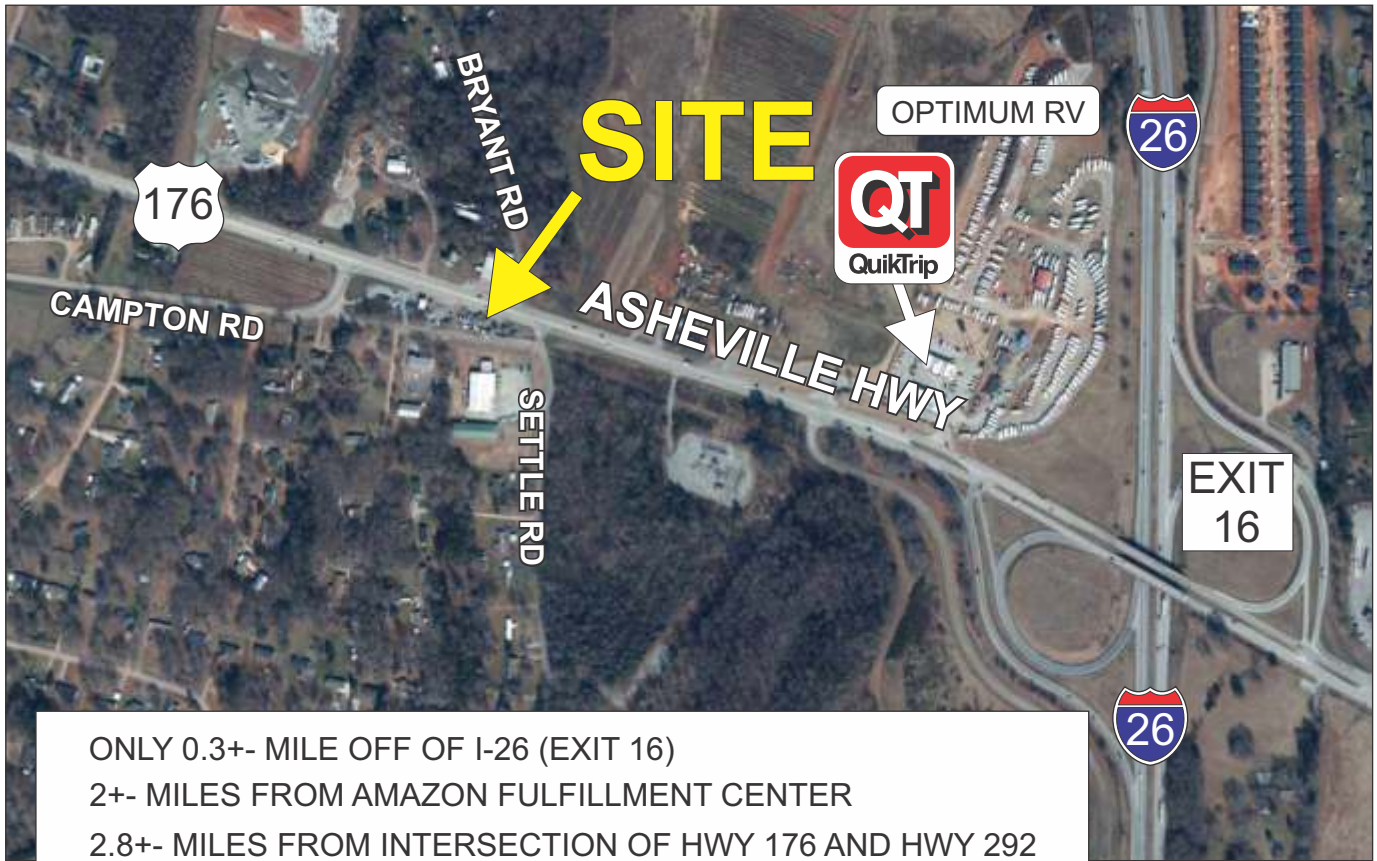 BRYANT RD
SITE
OPTIMUM RV
26
176
QT
QuikTrip
CAMPTON RD
ASHEVILLE HWY
SETTLE RD
EXIT
16
26
ONLY 0.3+- MILE OFF OF I-26 (EXIT 16)
2+- MILES FROM AMAZON FULFILLMENT CENTER
2.8+- MILES FROM INTERSECTION OF HWY 176 AND HWY 292